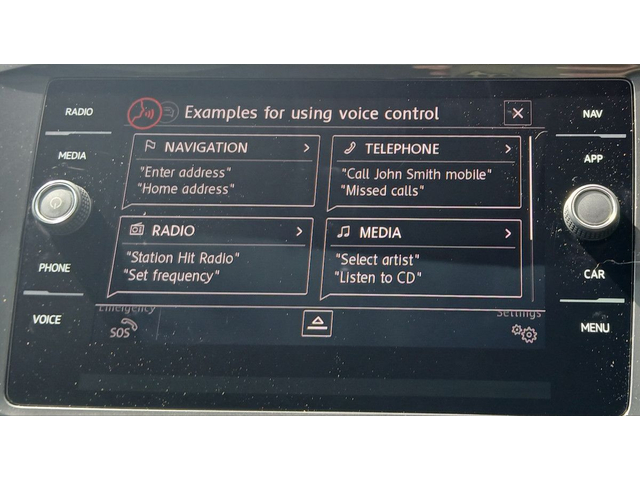 RADIO
MEDIA
PHONE
VOICE
Examples for using voice control
NAVIGATION
"Enter address"
"Home address"
TELEPHONE
"Call John Smith mobile"
"Missed calls"
RADIO
"Station Hit Radio"
"Set frequency"
MEDIA
"Select artist"
"Listen to CD"
Emergency
SOS
Settings
NAV
APP
CAR
MENU